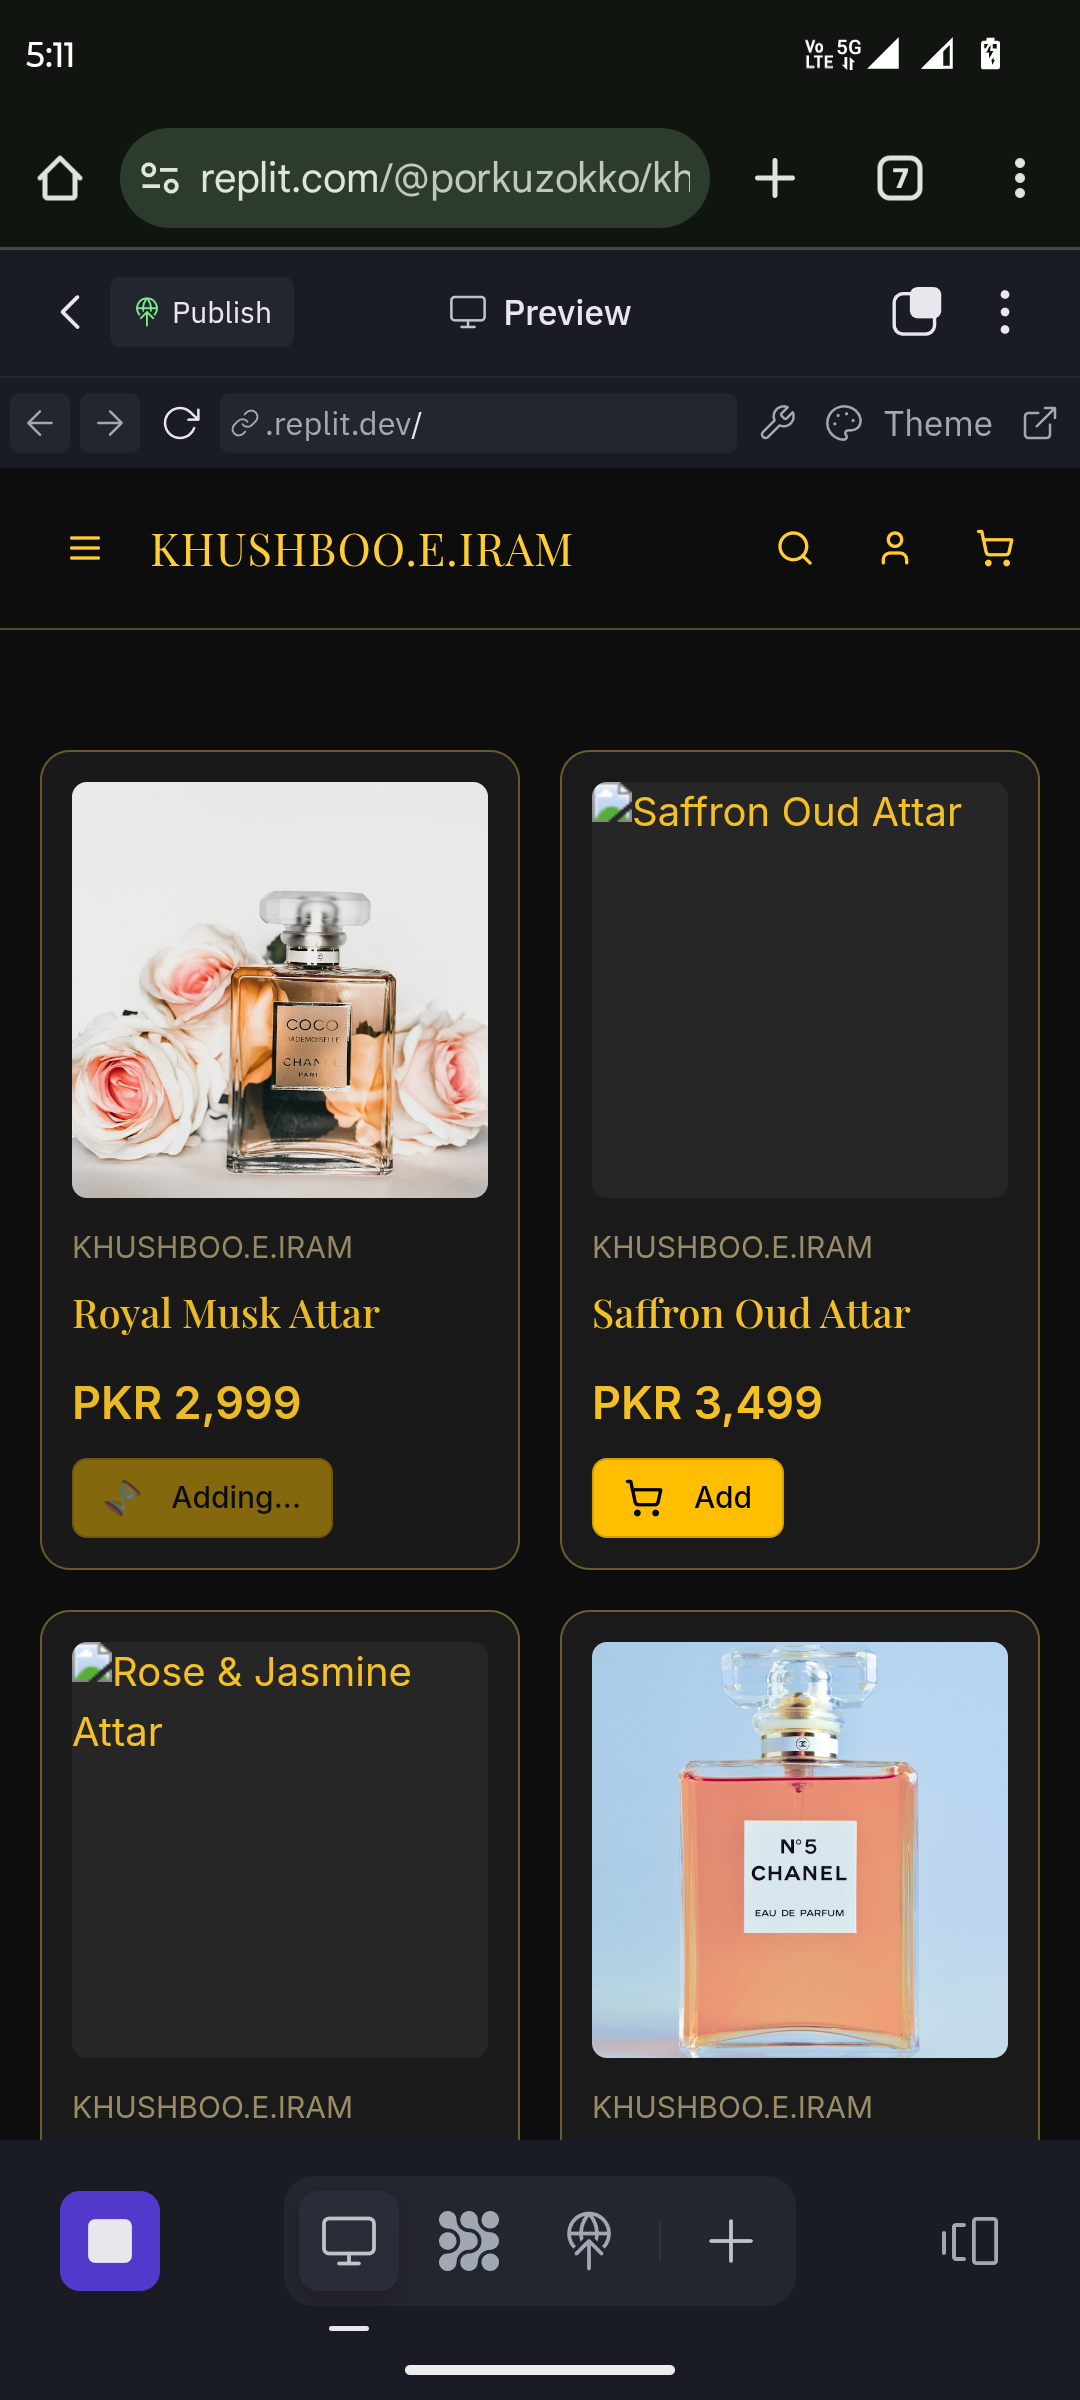 5:11
Vo LTE 5G
replit.com/@porkuzokko/kh
7
Publish
Preview
.replit.dev/
Theme
KHUSHBOO.E.IRAM
COCO
MADEMOISELLE
CHANEL
PARIS
KHUSHBOO.E.IRAM
Royal Musk Attar
PKR 2,999
Adding...
Saffron Oud Attar
KHUSHBOO.E.IRAM
Saffron Oud Attar
PKR 3,499
Add
Rose & Jasmine
Attar
KHUSHBOO.E.IRAM
N°5
CHANEL
EAU DE PARFUM
KHUSHBOO.E.IRAM